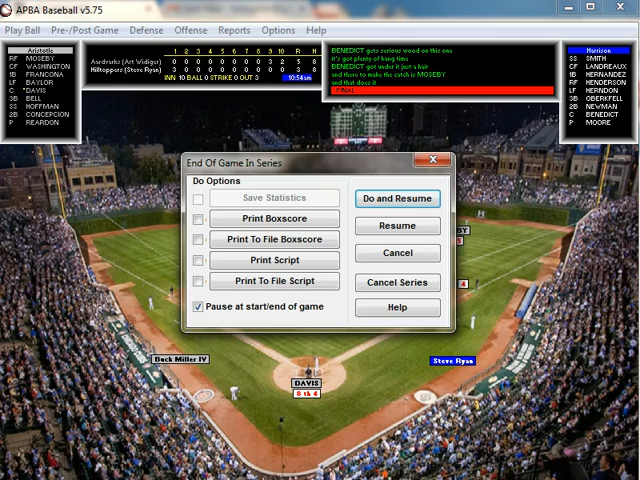 APBA Baseball v5.75
Play Ball Pre-/Post Game Defense Offense Reports Options Help
Aristotle
RF MOSEBY
CF WASHINGTON
1B FRANCONA
LF BAYLOR
C *DAVIS
3B BELL
SS HOFFMAN
2B CONCEPCION
P REARDON
1 2 3 4 5 6 7 8 9 10 R H
Aardvarks (Art Widger) 0 0 0 0 0 0 0 0 3 2 5 8
Hilltoppers (Steve Ryan) 3 0 0 0 0 0 0 0 0 0 3 8
INN 10 BALL 0 STRIKE 0 OUT 3
10:54am
BENEDICT gets serious wood on this one
it's got plenty of hang time
BENEDICT got under it just a hair
and there to make the catch is MOSEBY
and that does it
FINAL
Harrison
SS SMITH
CF LANDREAUX
1B HERNANDEZ
RF HENDERSON
LF HERNDON
3B OBERKFELL
2B NEWMAN
C BENEDICT
P MOORE
End Of Game In Series
Do Options
Save Statistics
Print Boxscore
Print To File Boxscore
Print Script
Print To File Script
Pause at start/end of game
Do and Resume
Resume
Cancel
Cancel Series
Help
BY
5
4
Buck Miller IV
Steve Ryan
DAVIS
8 th 4